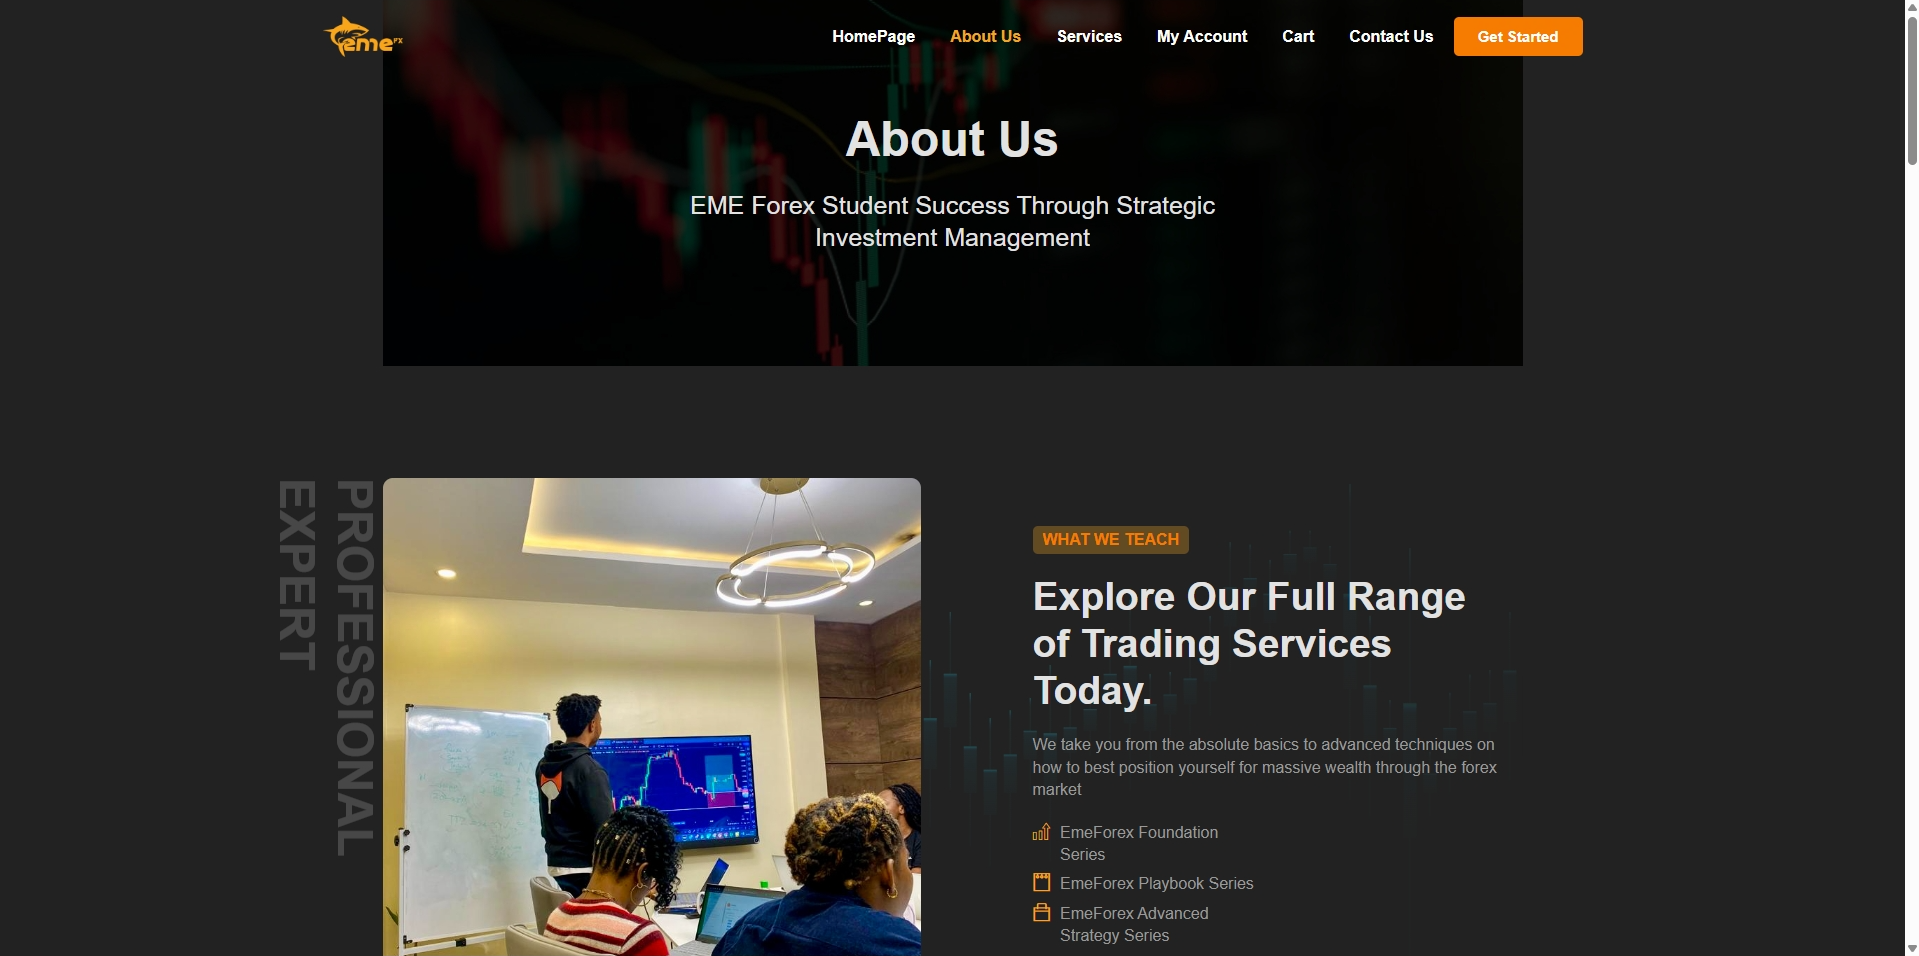 eme FX
HomePage
About Us
Services
My Account
Cart
Contact Us
Get Started
About Us
EME Forex Student Success Through Strategic
Investment Management
PROFESSIONAL
EXPERT
WHAT WE TEACH
Explore Our Full Range
of Trading Services
Today.
We take you from the absolute basics to advanced techniques on
how to best position yourself for massive wealth through the forex
market
EmeForex Foundation
Series
EmeForex Playbook Series
EmeForex Advanced
Strategy Series